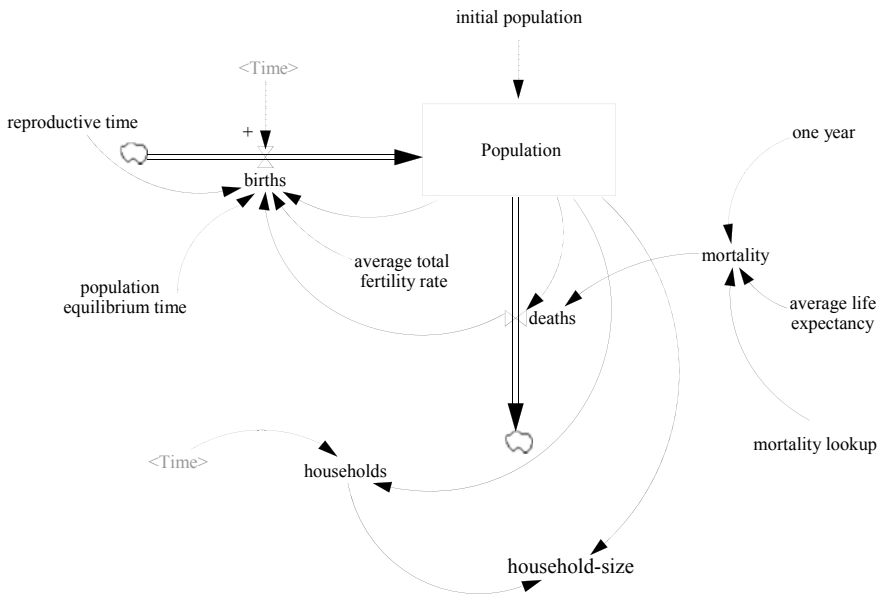 initial population
<Time>
reproductive time
+
one year
Population
births
mortality
average total
fertility rate
population
equilibrium time
average life
expectancy
deaths
mortality lookup
<Time>
households
household-size